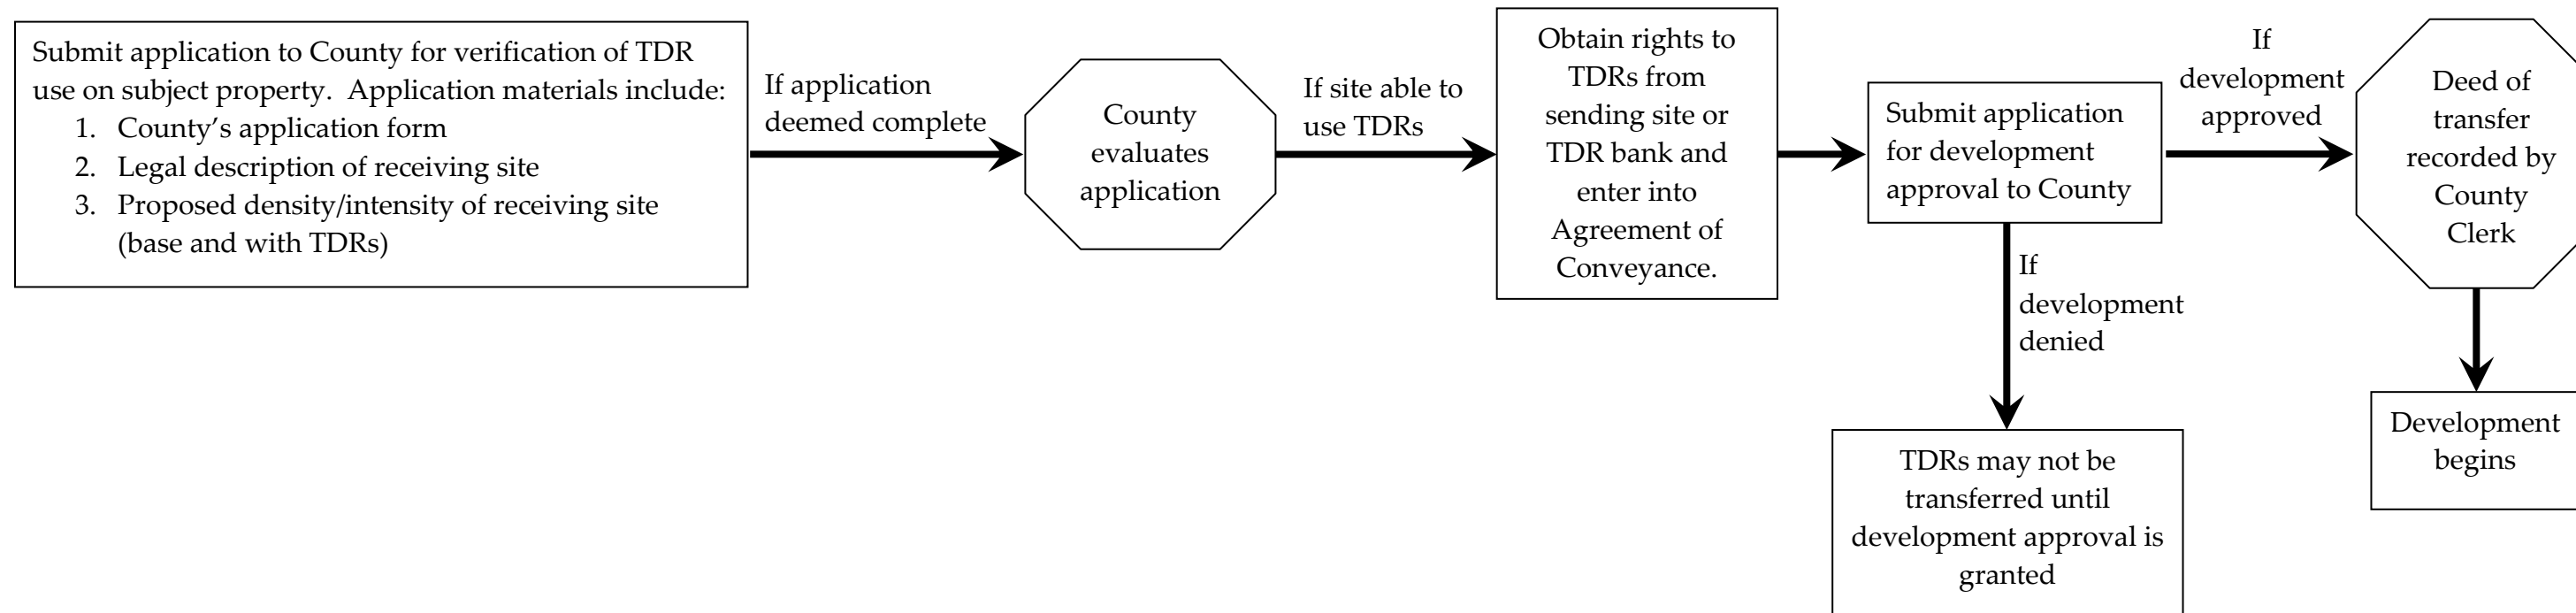 Submit application to County for verification of TDR
use on subject property.  Application materials include:
1. County’s application form
2. Legal description of receiving site
3. Proposed density/intensity of receiving site
(base and with TDRs)
If application
deemed complete
County
evaluates
application
If site able to
use TDRs
Obtain rights to
TDRs from
sending site or
TDR bank and
enter into
Agreement of
Conveyance.
Submit application
for development
approval to County
If
development
approved
Deed of
transfer
recorded by
County
Clerk
If
development
denied
TDRs may not be
transferred until
development approval is
granted
Development
begins